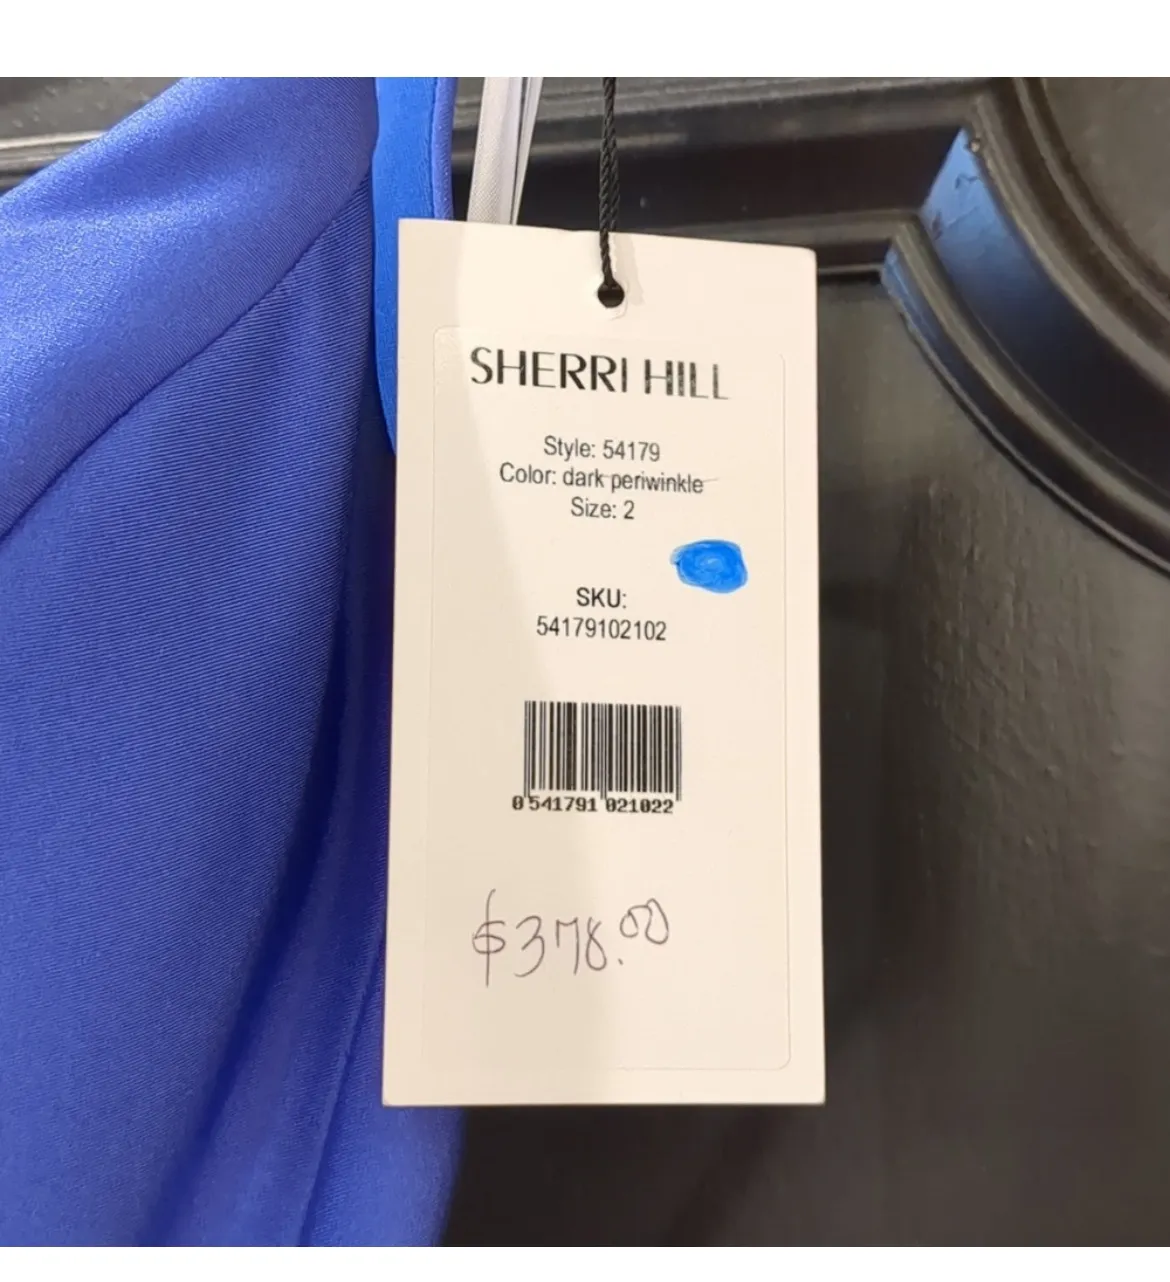 SHERRI HILL
Style: 54179
Color: dark periwinkle
Size: 2
SKU:
54179102102
0 541791 021022
$378.00